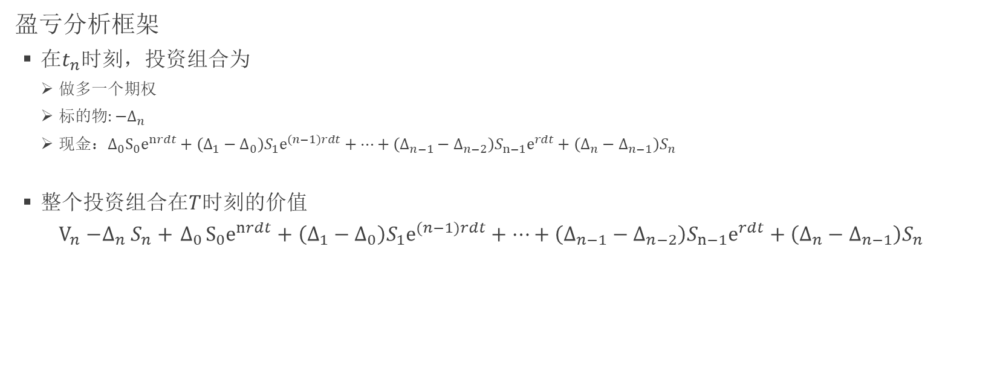 盈亏分析框架
▪ 在$t_n$时刻，投资组合为
➢ 做多一个期权
➢ 标的物: $-\Delta_n$
➢ 现金：$\Delta_0 \mathrm{S}_0 \mathrm{e}^{\mathrm{n}rdt} + (\Delta_1 - \Delta_0)S_1 \mathrm{e}^{(n-1)rdt} + \cdots + (\Delta_{n-1} - \Delta_{n-2})S_{\mathrm{n}-1} \mathrm{e}^{rdt} + (\Delta_n - \Delta_{n-1})S_n$
▪ 整个投资组合在$T$时刻的价值
$\mathrm{V}_n - \Delta_n S_n + \Delta_0 \mathrm{S}_0 \mathrm{e}^{\mathrm{n}rdt} + (\Delta_1 - \Delta_0)S_1 \mathrm{e}^{(n-1)rdt} + \cdots + (\Delta_{n-1} - \Delta_{n-2})S_{\mathrm{n}-1} \mathrm{e}^{rdt} + (\Delta_n - \Delta_{n-1})S_n$